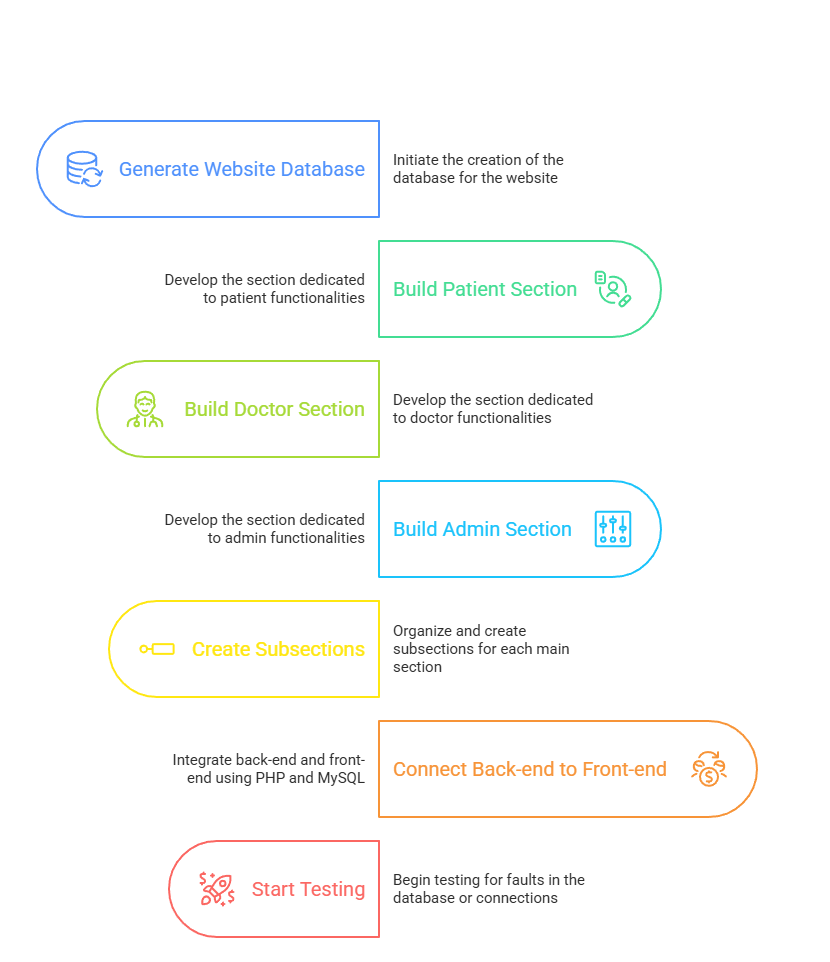 Generate Website Database
Initiate the creation of the
database for the website
Develop the section dedicated
to patient functionalities
Build Patient Section
Build Doctor Section
Develop the section dedicated
to doctor functionalities
Develop the section dedicated
to admin functionalities
Build Admin Section
Create Subsections
Organize and create
subsections for each main
section
Integrate back-end and front-
end using PHP and MySQL
Connect Back-end to Front-end
Start Testing
Begin testing for faults in the
database or connections